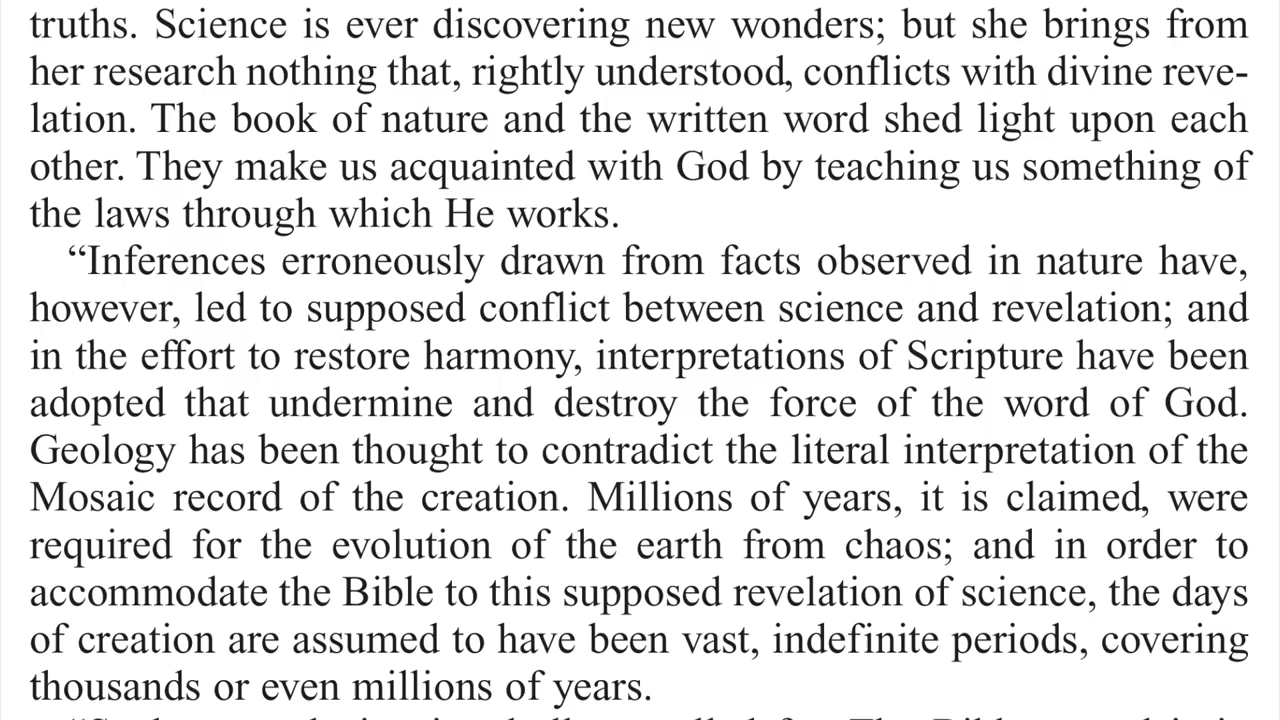 truths. Science is ever discovering new wonders; but she brings from
her research nothing that, rightly understood, conflicts with divine reve-
lation. The book of nature and the written word shed light upon each
other. They make us acquainted with God by teaching us something of
the laws through which He works.
“Inferences erroneously drawn from facts observed in nature have,
however, led to supposed conflict between science and revelation; and
in the effort to restore harmony, interpretations of Scripture have been
adopted that undermine and destroy the force of the word of God.
Geology has been thought to contradict the literal interpretation of the
Mosaic record of the creation. Millions of years, it is claimed, were
required for the evolution of the earth from chaos; and in order to
accommodate the Bible to this supposed revelation of science, the days
of creation are assumed to have been vast, indefinite periods, covering
thousands or even millions of years.